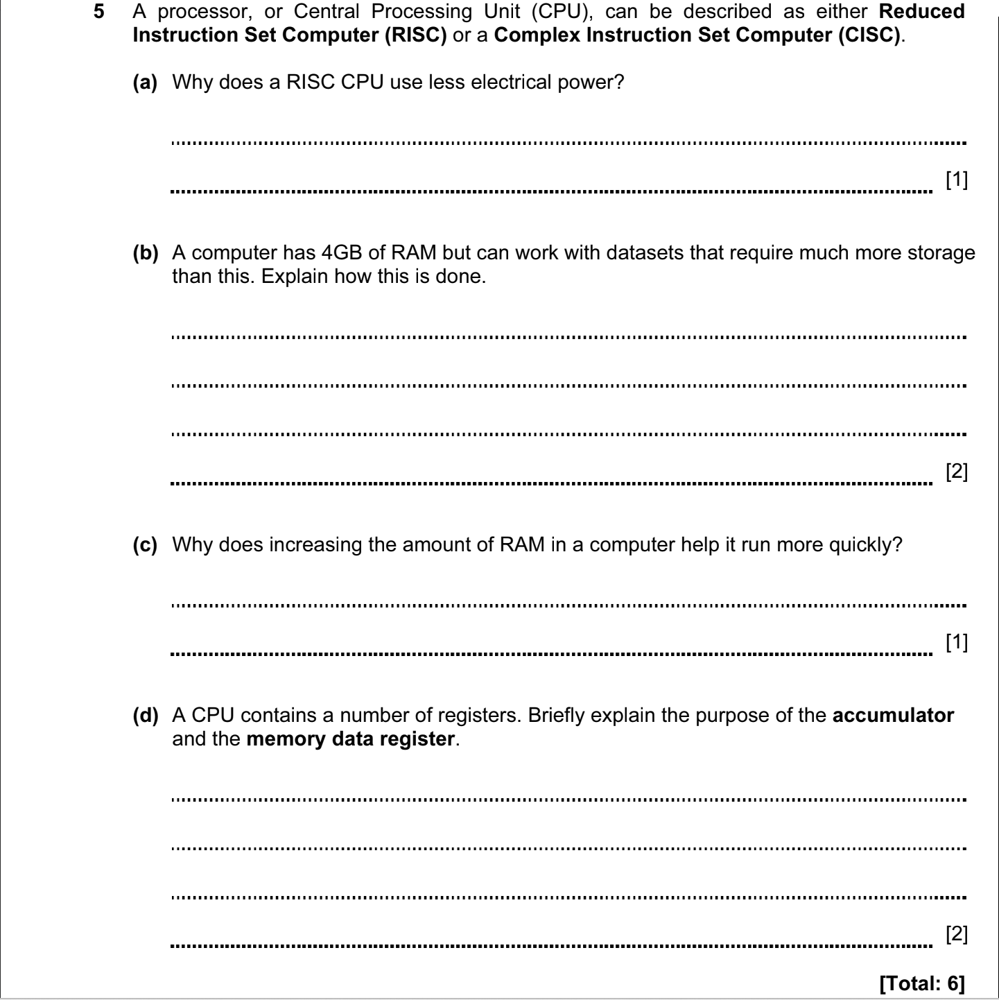 5 A processor, or Central Processing Unit (CPU), can be described as either Reduced
Instruction Set Computer (RISC) or a Complex Instruction Set Computer (CISC).
(a) Why does a RISC CPU use less electrical power?
[1]
(b) A computer has 4GB of RAM but can work with datasets that require much more storage
than this. Explain how this is done.
[2]
(c) Why does increasing the amount of RAM in a computer help it run more quickly?
[1]
(d) A CPU contains a number of registers. Briefly explain the purpose of the accumulator
and the memory data register.
[2]
[Total: 6]